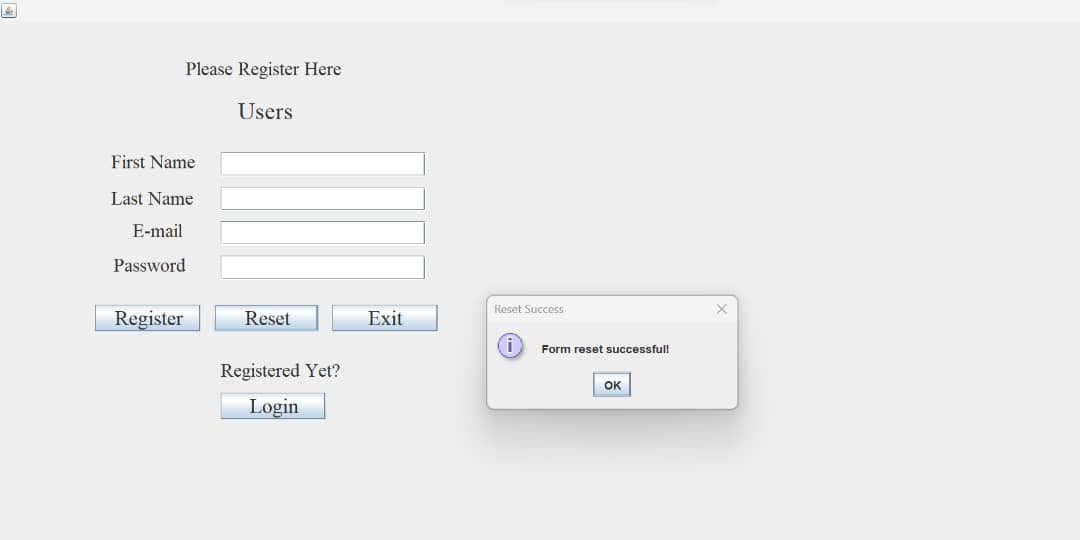 Please Register Here
Users
First Name
Last Name
E-mail
Password
Register Reset Exit
Registered Yet?
Login
Reset Success
Form reset successful!
OK